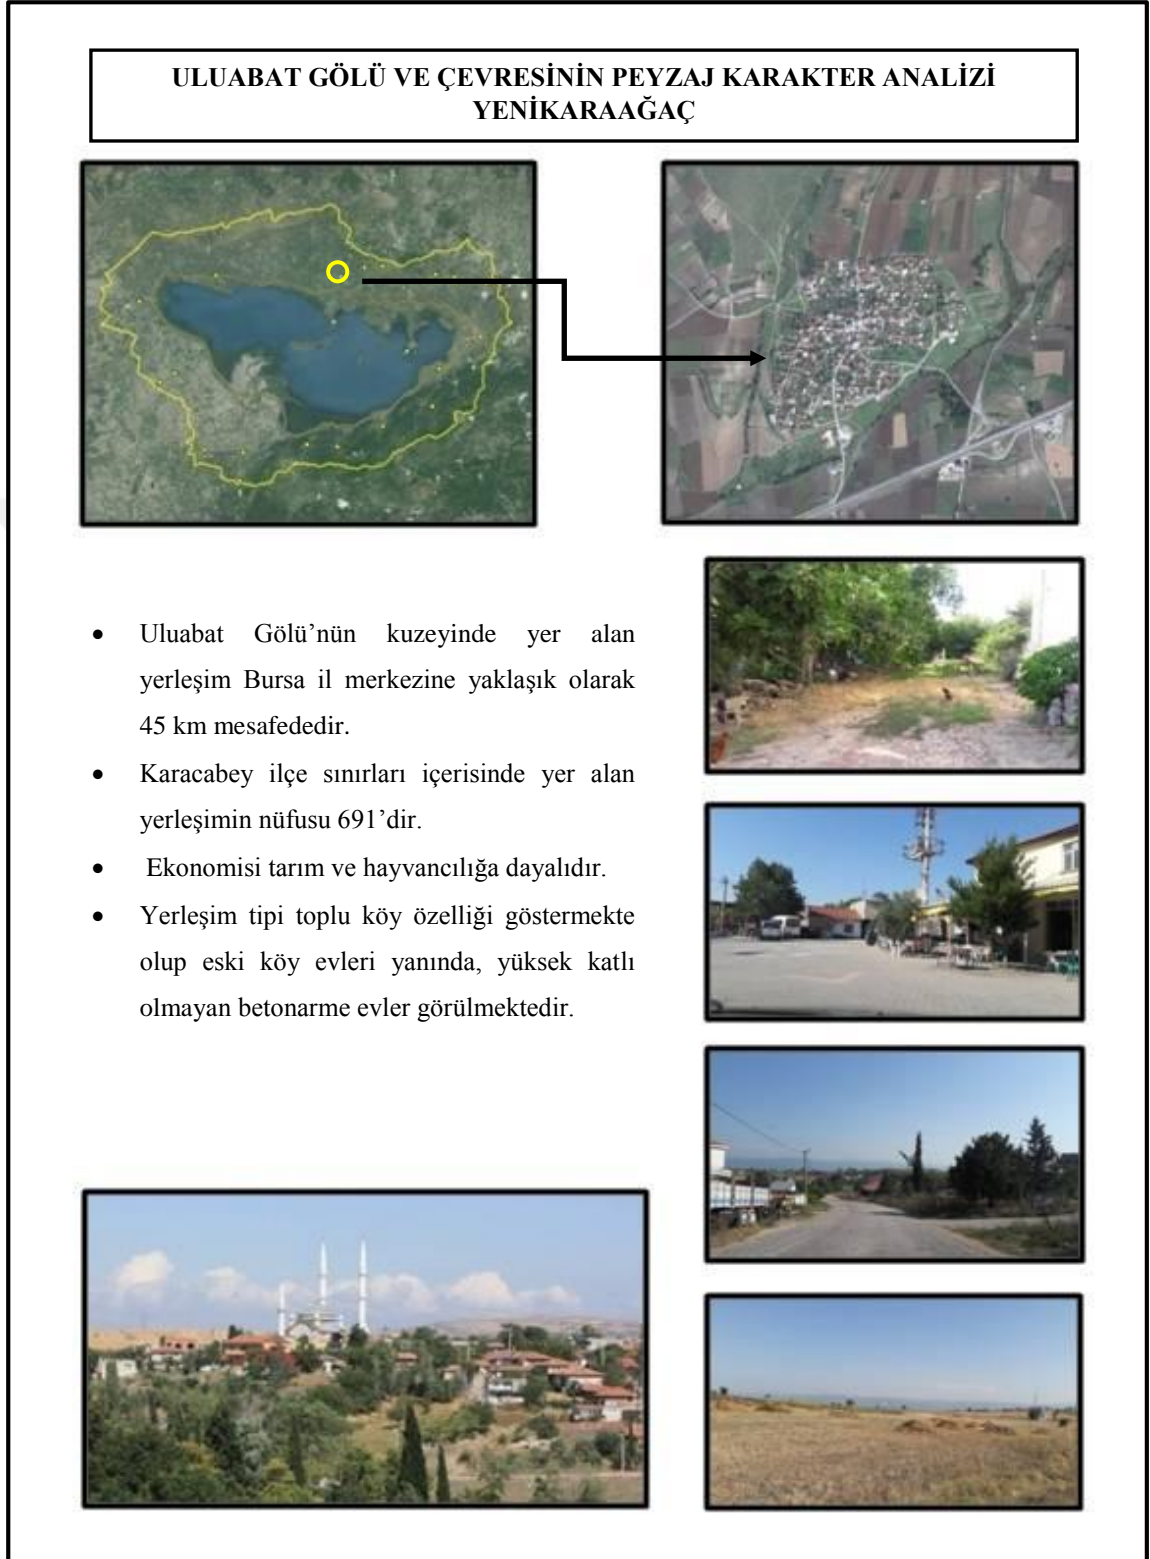 ULUABAT GÖLÜ VE ÇEVRESİNİN PEYZAJ KARAKTER ANALİZİ
YENİKARAAĞAÇ
• Uluabat Gölü’nün kuzeyinde yer alan
yerleşim Bursa il merkezine yaklaşık olarak
45 km mesafededir.
• Karacabey ilçe sınırları içerisinde yer alan
yerleşimin nüfusu 691’dir.
• Ekonomisi tarım ve hayvancılığa dayalıdır.
• Yerleşim tipi toplu köy özelliği göstermekte
olup eski köy evleri yanında, yüksek katlı
olmayan betonarme evler görülmektedir.